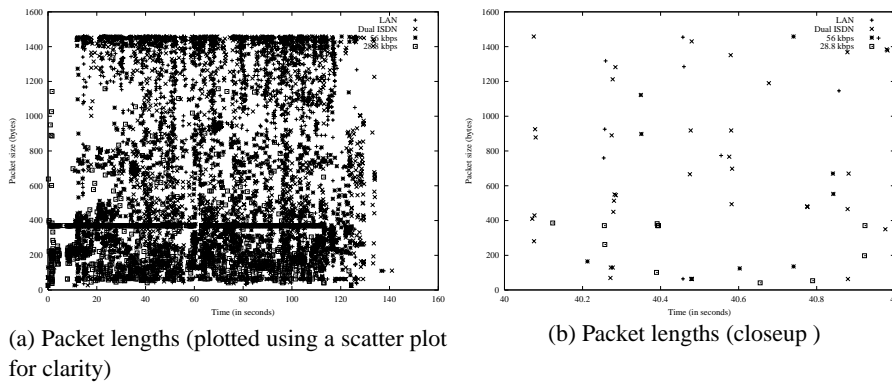 1600
1400
1200
1000
800
600
400
200
0
Packet size (bytes)
0 20 40 60 80 100 120 140 160
Time (in seconds)
LAN
Dual ISDN
56 kbps
28.8 kbps
(a) Packet lengths (plotted using a scatter plot
for clarity)
1600
1400
1200
1000
800
600
400
200
0
Packet size (bytes)
40 40.2 40.4 40.6 40.8
Time (in seconds)
LAN
Dual ISDN
56 kbps
28.8 kbps
(b) Packet lengths (closeup )